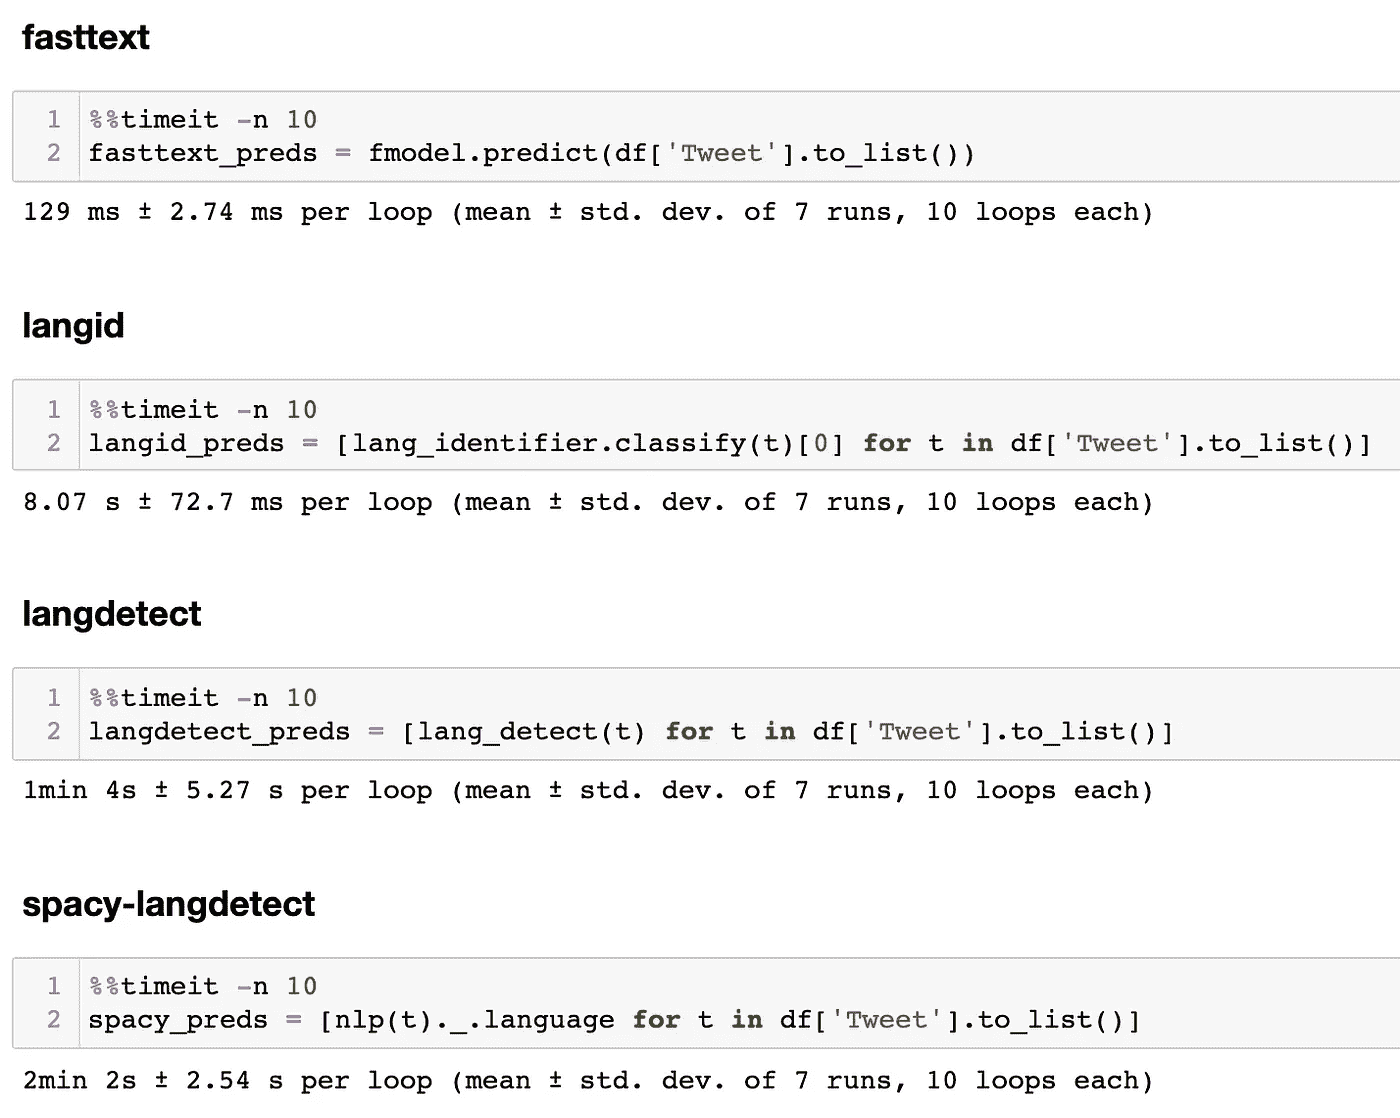 fasttext
1 %%timeit -n 10
2 fasttext_preds = fmodel.predict(df['Tweet'].to_list())
129 ms ± 2.74 ms per loop (mean ± std. dev. of 7 runs, 10 loops each)
langid
1 %%timeit -n 10
2 langid_preds = [lang_identifier.classify(t)[0] for t in df['Tweet'].to_list()]
8.07 s ± 72.7 ms per loop (mean ± std. dev. of 7 runs, 10 loops each)
langdetect
1 %%timeit -n 10
2 langdetect_preds = [lang_detect(t) for t in df['Tweet'].to_list()]
1min 4s ± 5.27 s per loop (mean ± std. dev. of 7 runs, 10 loops each)
spacy-langdetect
1 %%timeit -n 10
2 spacy_preds = [nlp(t)._.language for t in df['Tweet'].to_list()]
2min 2s ± 2.54 s per loop (mean ± std. dev. of 7 runs, 10 loops each)